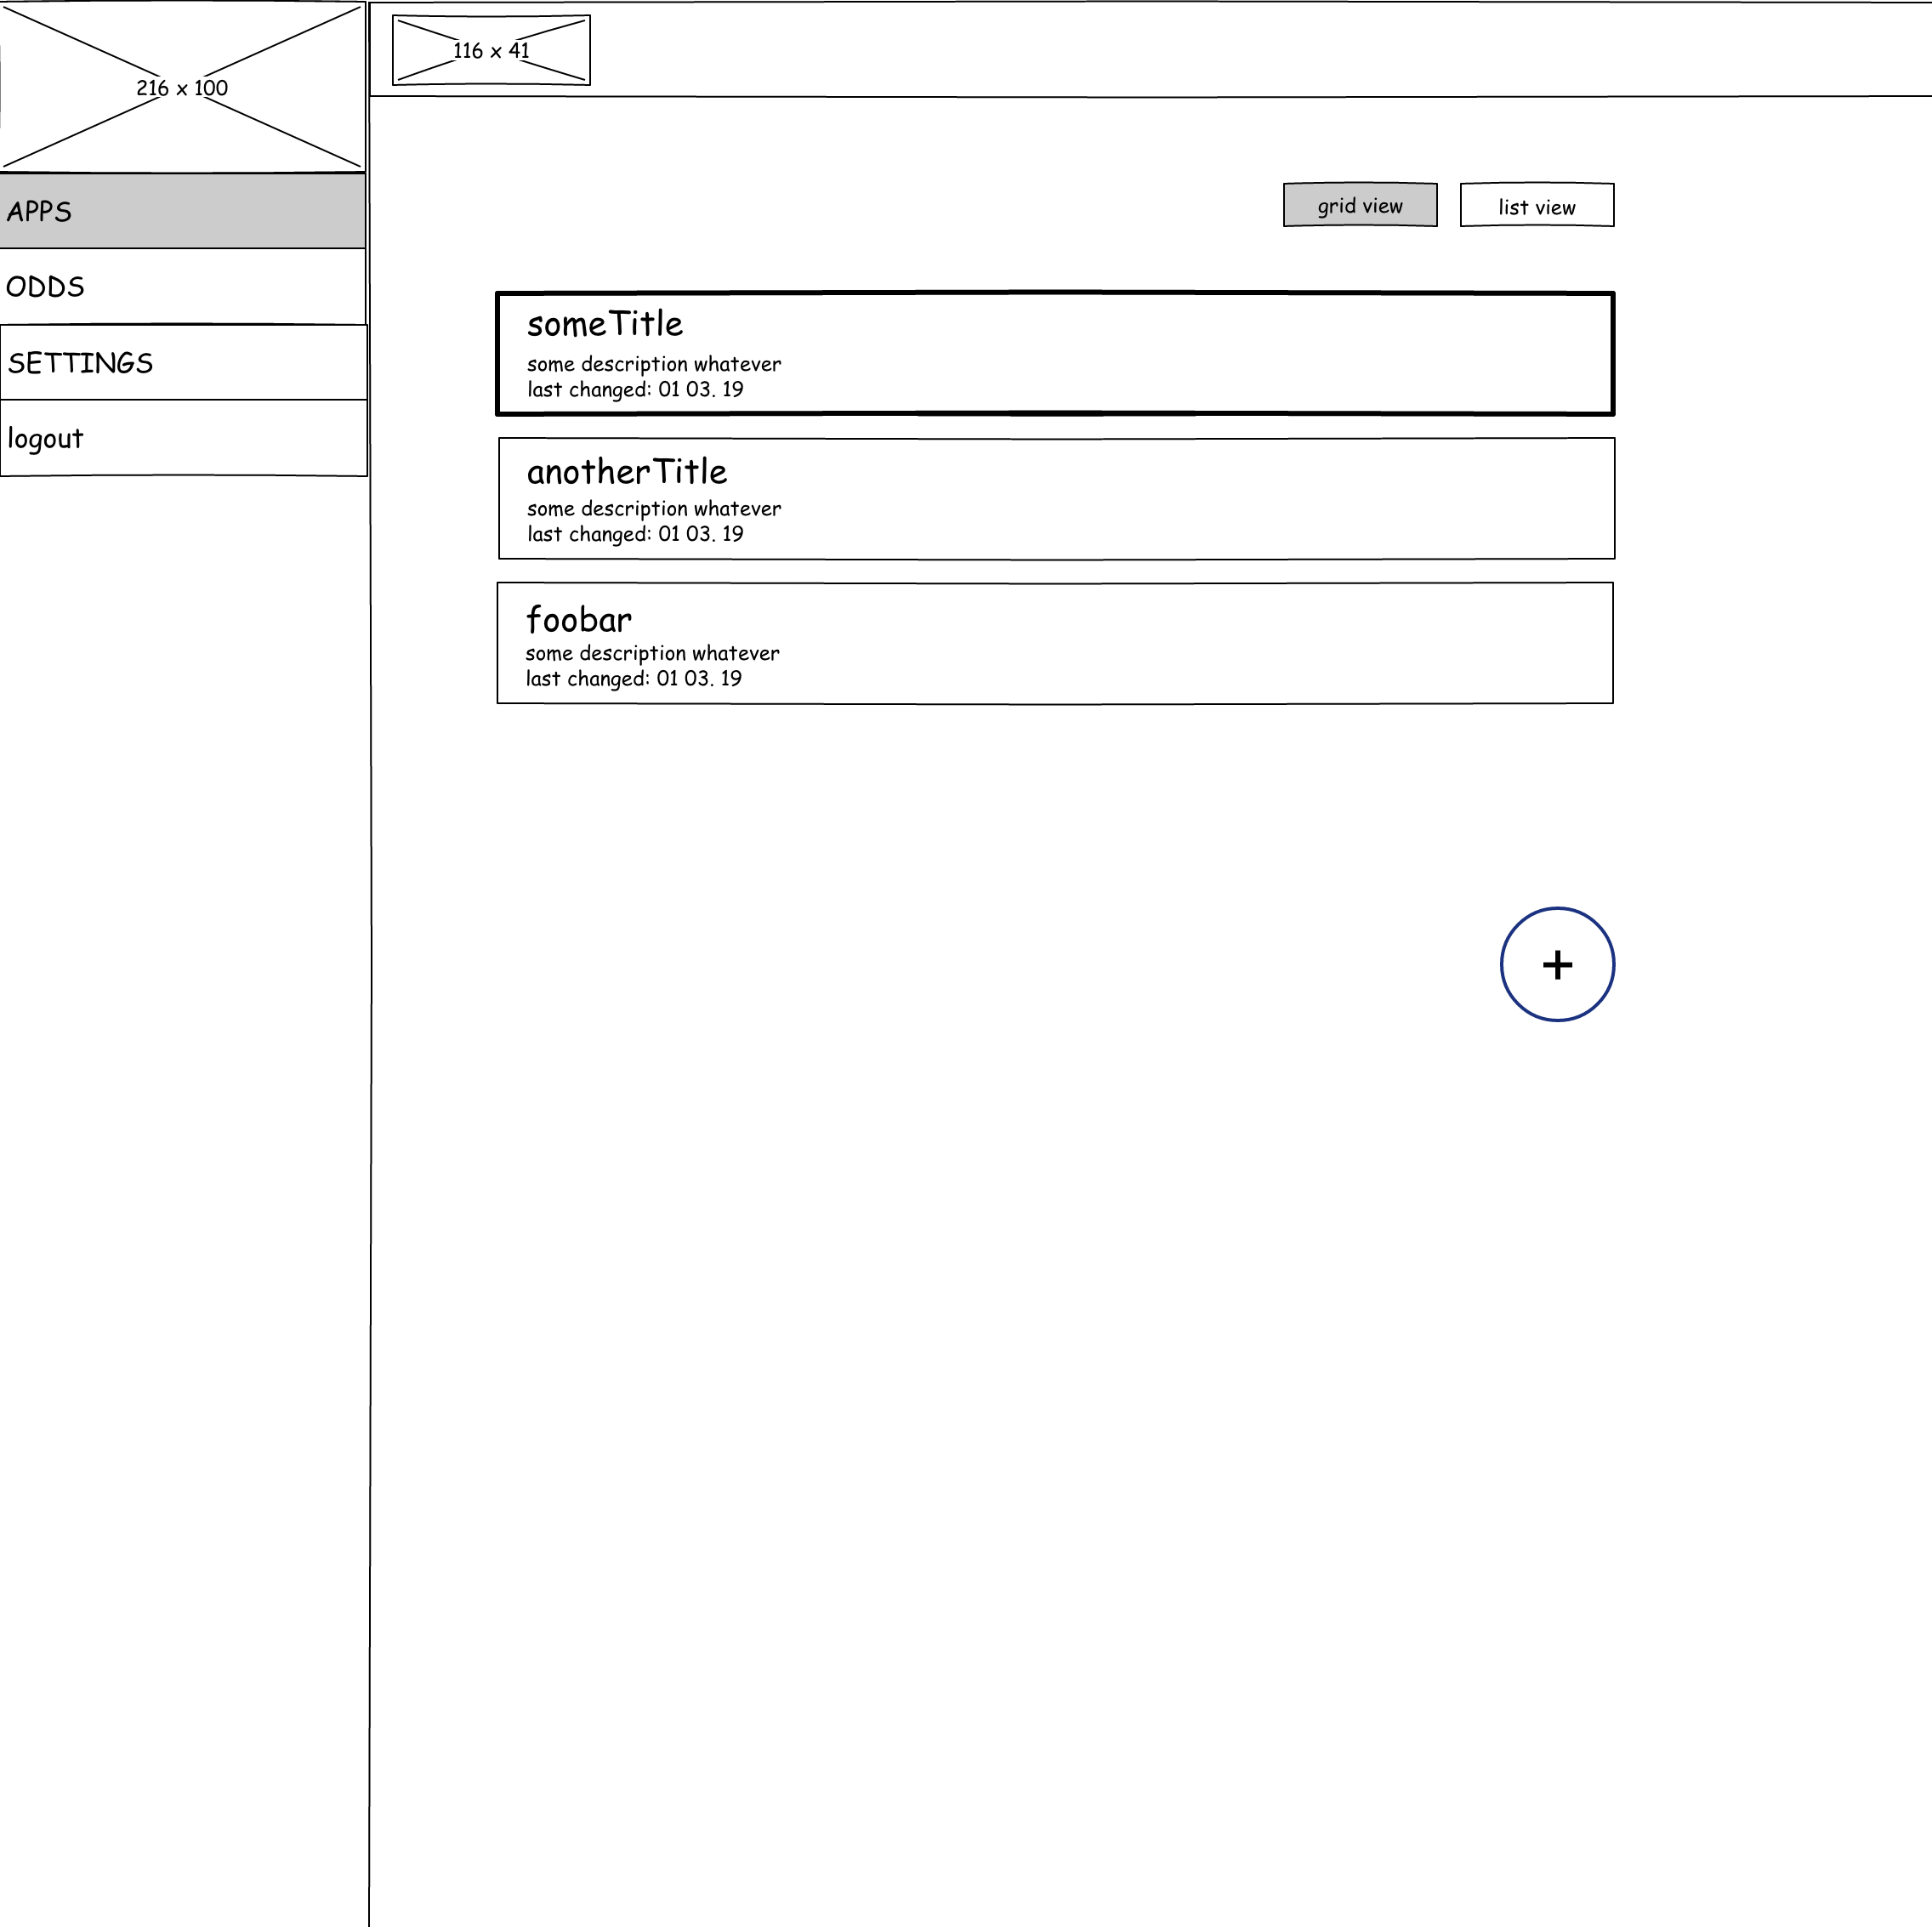 216 x 100
116 x 41
APPS
ODDS
SETTINGS
logout
grid view
list view
someTitle
some description whatever
last changed: 01 03. 19
anotherTitle
some description whatever
last changed: 01 03. 19
foobar
some description whatever
last changed: 01 03. 19
+